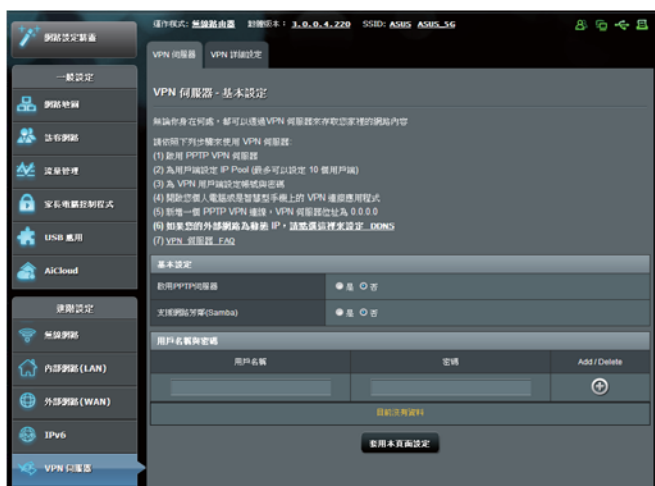 網路設定精靈
運作模式: 無線路由器 韌體版本: 3.0.0.4.220 SSID: ASUS ASUS_5G
VPN 伺服器
VPN 詳細設定
一般設定
網路地圖
訪客網路
流量管理
家長電腦控制程式
USB 應用
AiCloud
進階設定
無線網路
內部網路(LAN)
外部網路(WAN)
IPv6
VPN 伺服器
VPN 伺服器 - 基本設定
無論你身在何處，都可以透過VPN 伺服器來存取您家裡的網路內容
請依照下列步驟來使用 VPN 伺服器:
(1) 啟用 PPTP VPN 伺服器
(2) 為用戶端設定 IP Pool (最多可以設定 10 個用戶端)
(3) 為 VPN 用戶端設定帳號與密碼
(4) 開啟您個人電腦或是智慧型手機上的 VPN 連線應用程式
(5) 新增一個 PPTP VPN 連線，VPN 伺服器位址為 0.0.0.0
(6) 如果您的外部網路為動態 IP，請點選這裡來設定 DDNS
(7) VPN 伺服器 FAQ
基本設定
啟用PPTP伺服器 是 否
支援網路芳鄰(Samba) 是 否
用戶名稱與密碼
用戶名稱 密碼 Add / Delete
目前沒有資料
套用本頁面設定